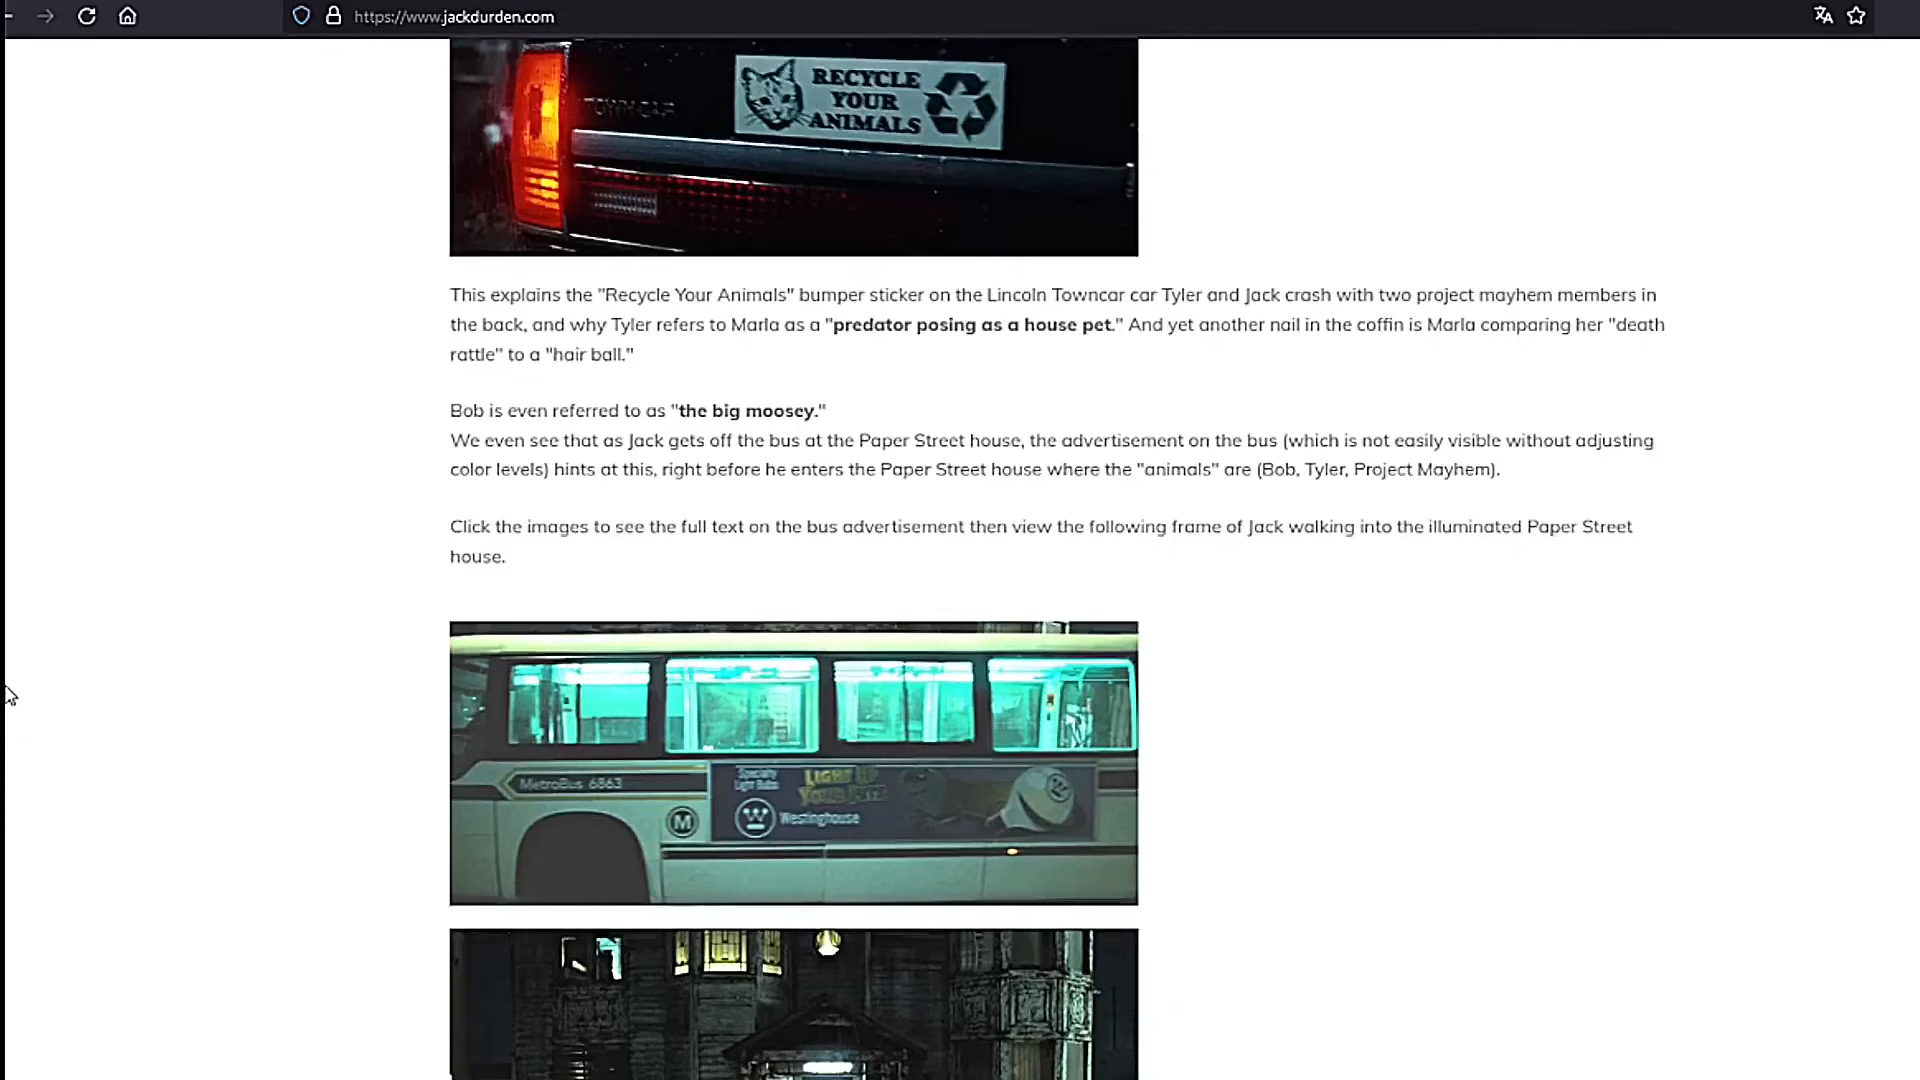 https://www.jackdurden.com
TOWN CAR
RECYCLE
YOUR
ANIMALS
This explains the "Recycle Your Animals" bumper sticker on the Lincoln Towncar car Tyler and Jack crash with two project mayhem members in
the back, and why Tyler refers to Marla as a "predator posing as a house pet." And yet another nail in the coffin is Marla comparing her "death
rattle" to a "hair ball."
Bob is even referred to as "the big moosey."
We even see that as Jack gets off the bus at the Paper Street house, the advertisement on the bus (which is not easily visible without adjusting
color levels) hints at this, right before he enters the Paper Street house where the "animals" are (Bob, Tyler, Project Mayhem).
Click the images to see the full text on the bus advertisement then view the following frame of Jack walking into the illuminated Paper Street
house.
MetroBus 6863
M
Specialty
Light Bulbs
LIGHT UP
W Westinghouse